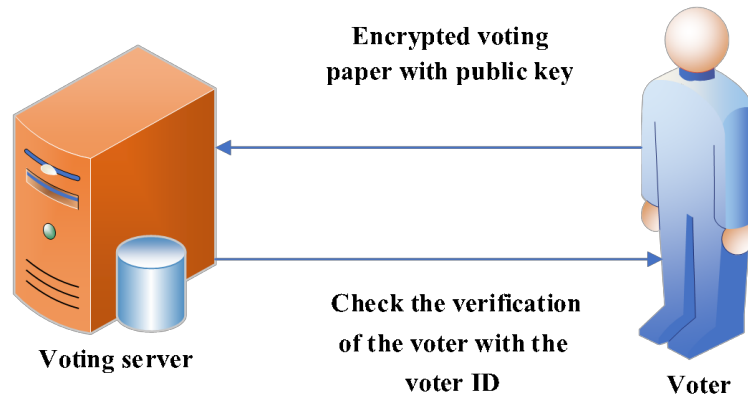 Encrypted voting
paper with public key
Check the verification
of the voter with the
voter ID
Voting server
Voter